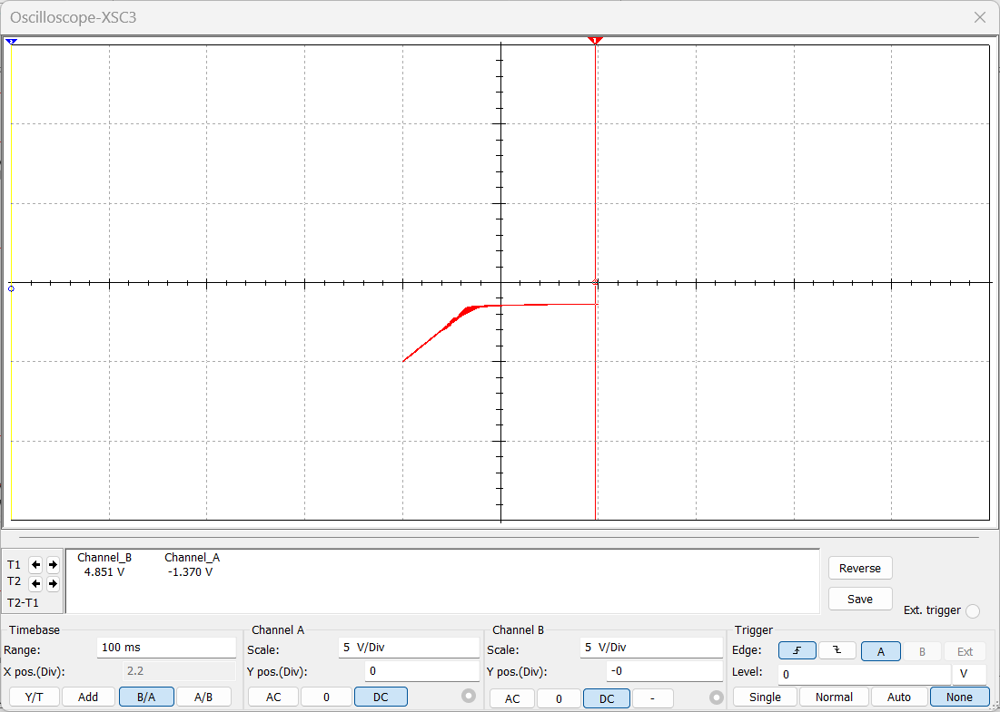 Oscilloscope-XSC3
2
1
T1
T2
T2-T1
Channel_B Channel_A
4.851 V -1.370 V
Reverse
Save
Ext. trigger
Timebase
Range: 100 ms
X pos.(Div): 2.2
Y/T Add B/A A/B
Channel A
Scale: 5 V/Div
Y pos.(Div): 0
AC 0 DC
Channel B
Scale: 5 V/Div
Y pos.(Div): -0
AC 0 DC -
Trigger
Edge: A B Ext
Level: 0 V
Single Normal Auto None